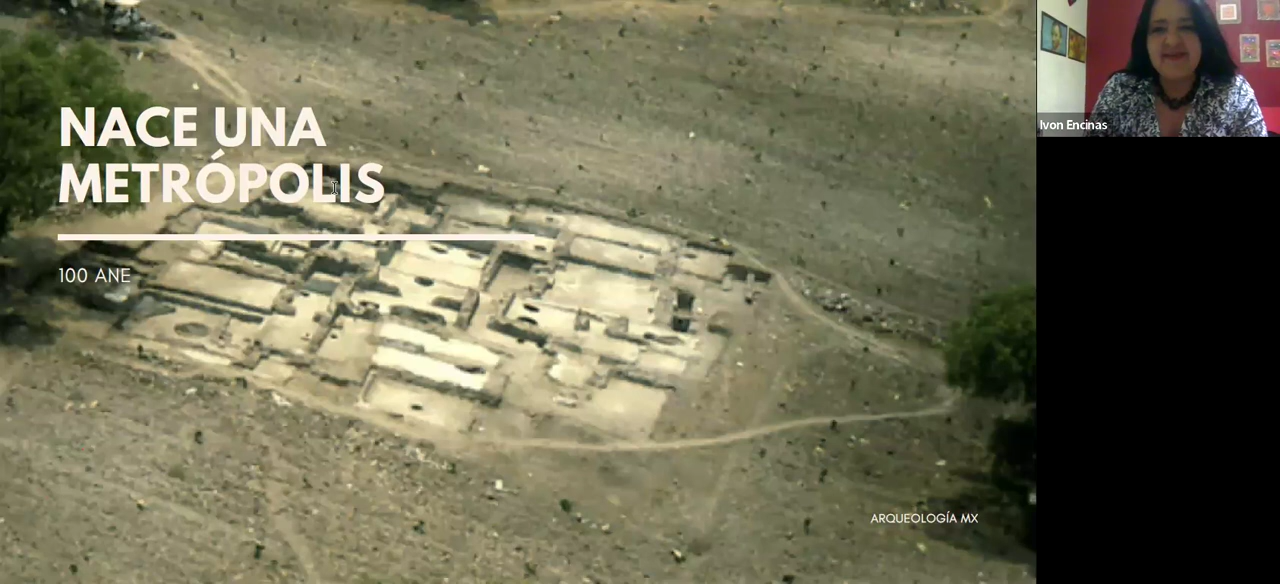 NACE UNA
METRÓPOLIS
100 ANE
ARQUEOLOGÍA MX
Ivon Encinas